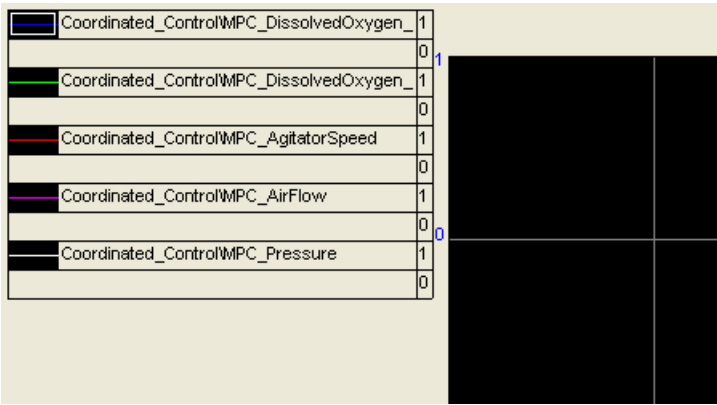 Coordinated_Control\MPC_DissolvedOxygen_ 1
0
Coordinated_Control\MPC_DissolvedOxygen_ 1
0
Coordinated_Control\MPC_AgitatorSpeed 1
0
Coordinated_Control\MPC_AirFlow 1
0
Coordinated_Control\MPC_Pressure 1
0
1
0